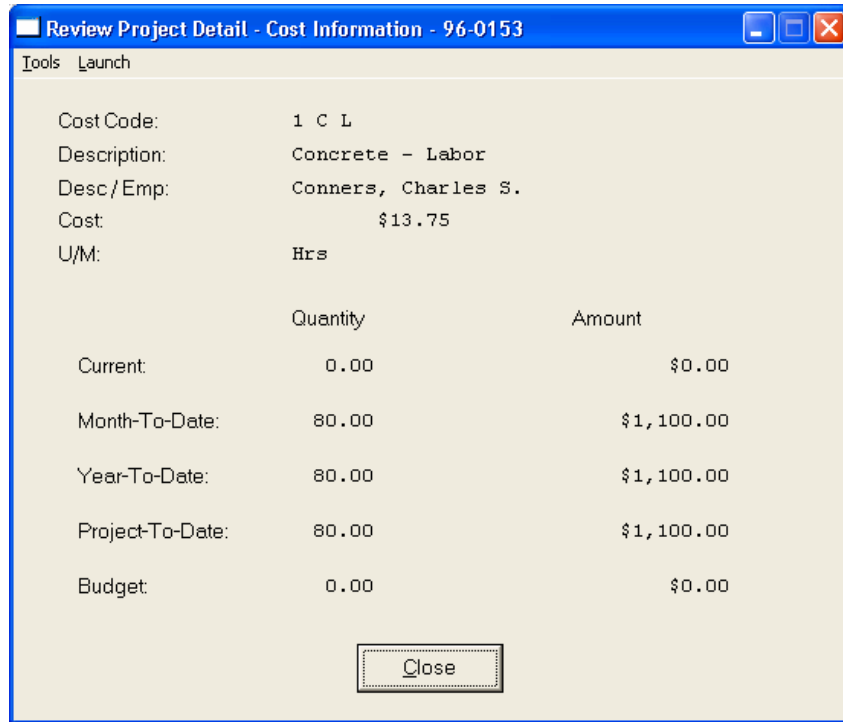 Review Project Detail - Cost Information - 96-0153
Tools Launch
Cost Code: 1 C L
Description: Concrete - Labor
Desc / Emp: Conners, Charles S.
Cost: $13.75
U/M: Hrs
Quantity Amount
Current: 0.00 $0.00
Month-To-Date: 80.00 $1,100.00
Year-To-Date: 80.00 $1,100.00
Project-To-Date: 80.00 $1,100.00
Budget: 0.00 $0.00
Close